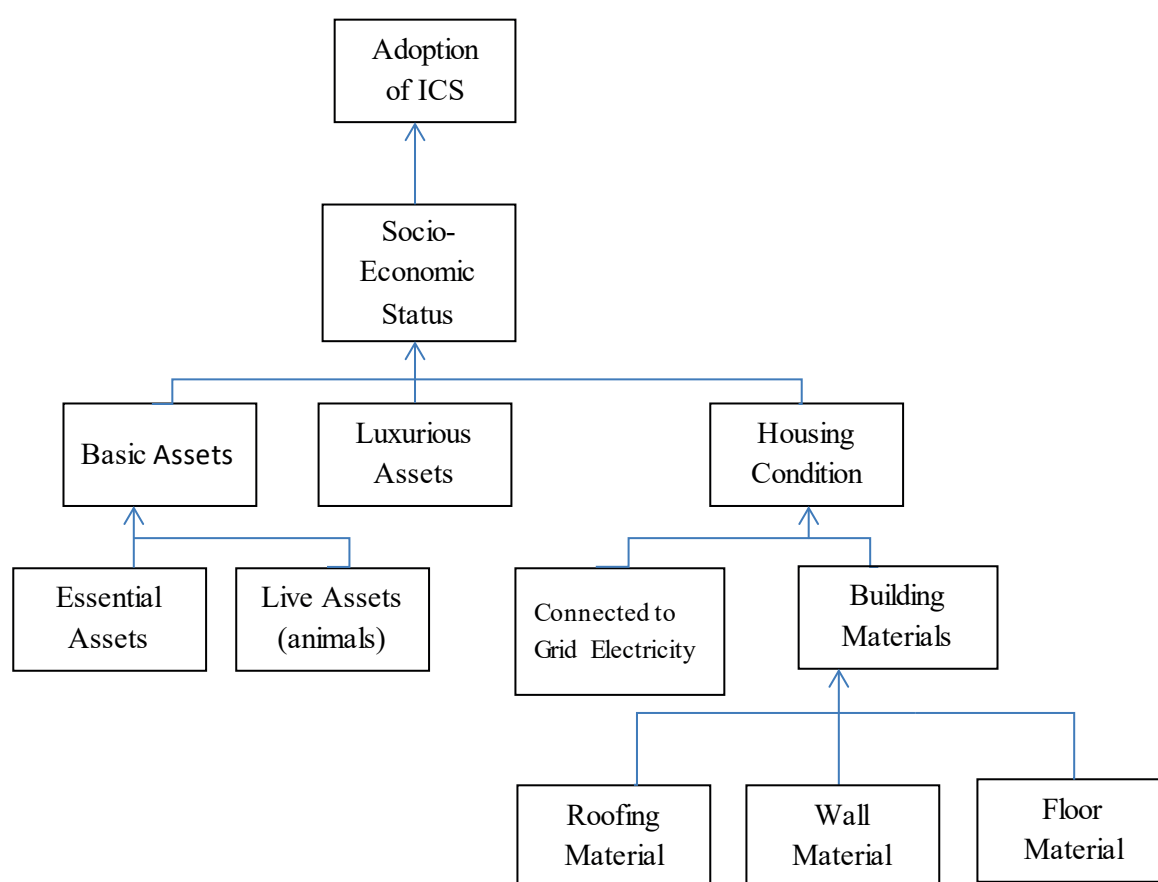 Adoption
of ICS
Socio-
Economic
Status
Basic Assets
Luxurious
Assets
Housing
Condition
Essential
Assets
Live Assets
(animals)
Connected to
Grid Electricity
Building
Materials
Roofing
Material
Wall
Material
Floor
Material